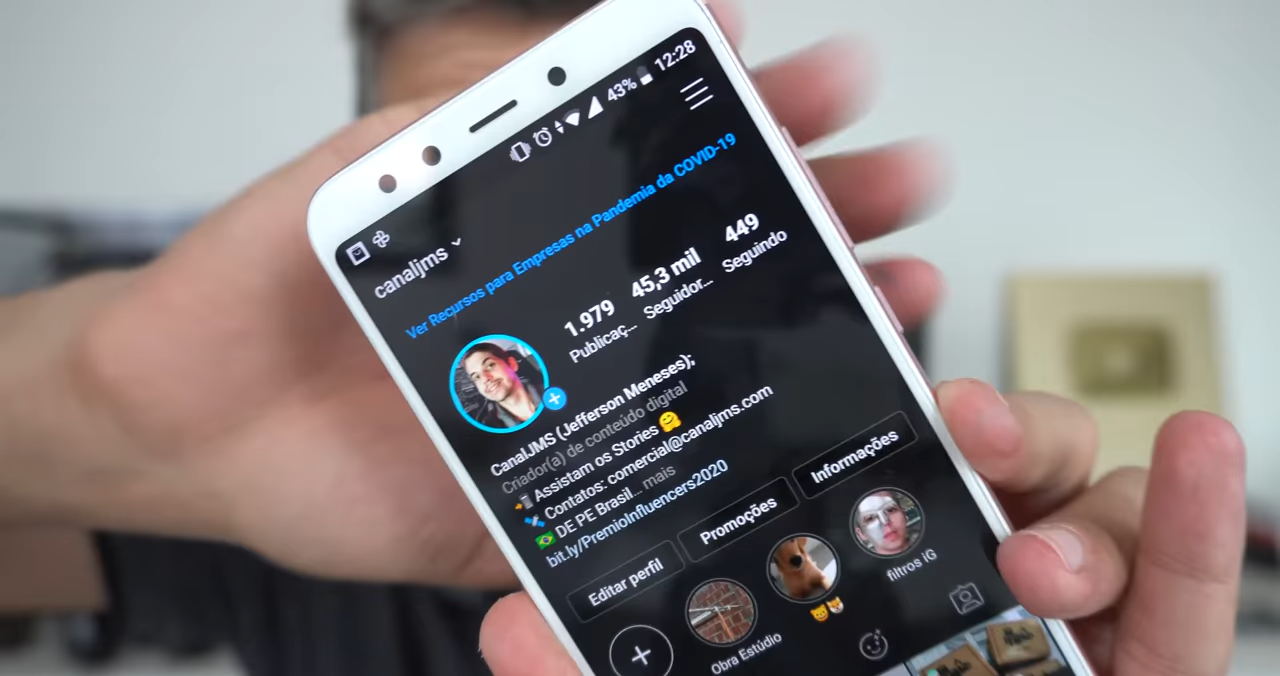 43% 12:28
canaljms
Ver Recursos para Empresas na Pandemia da COVID-19
1.979 45,3 mil 449
Publicaç... Seguidor... Seguindo
CanalJMS (Jefferson Meneses);
Criador(a) de conteúdo digital
Assistam os Stories 🤗
Contatos: comercial@canaljms.com
🇧🇷 DE PE Brasil... mais
bit.ly/PremioInfluencers2020
Editar perfil Promoções Informações
Obra Estúdio 🐱🐶 filtros iG